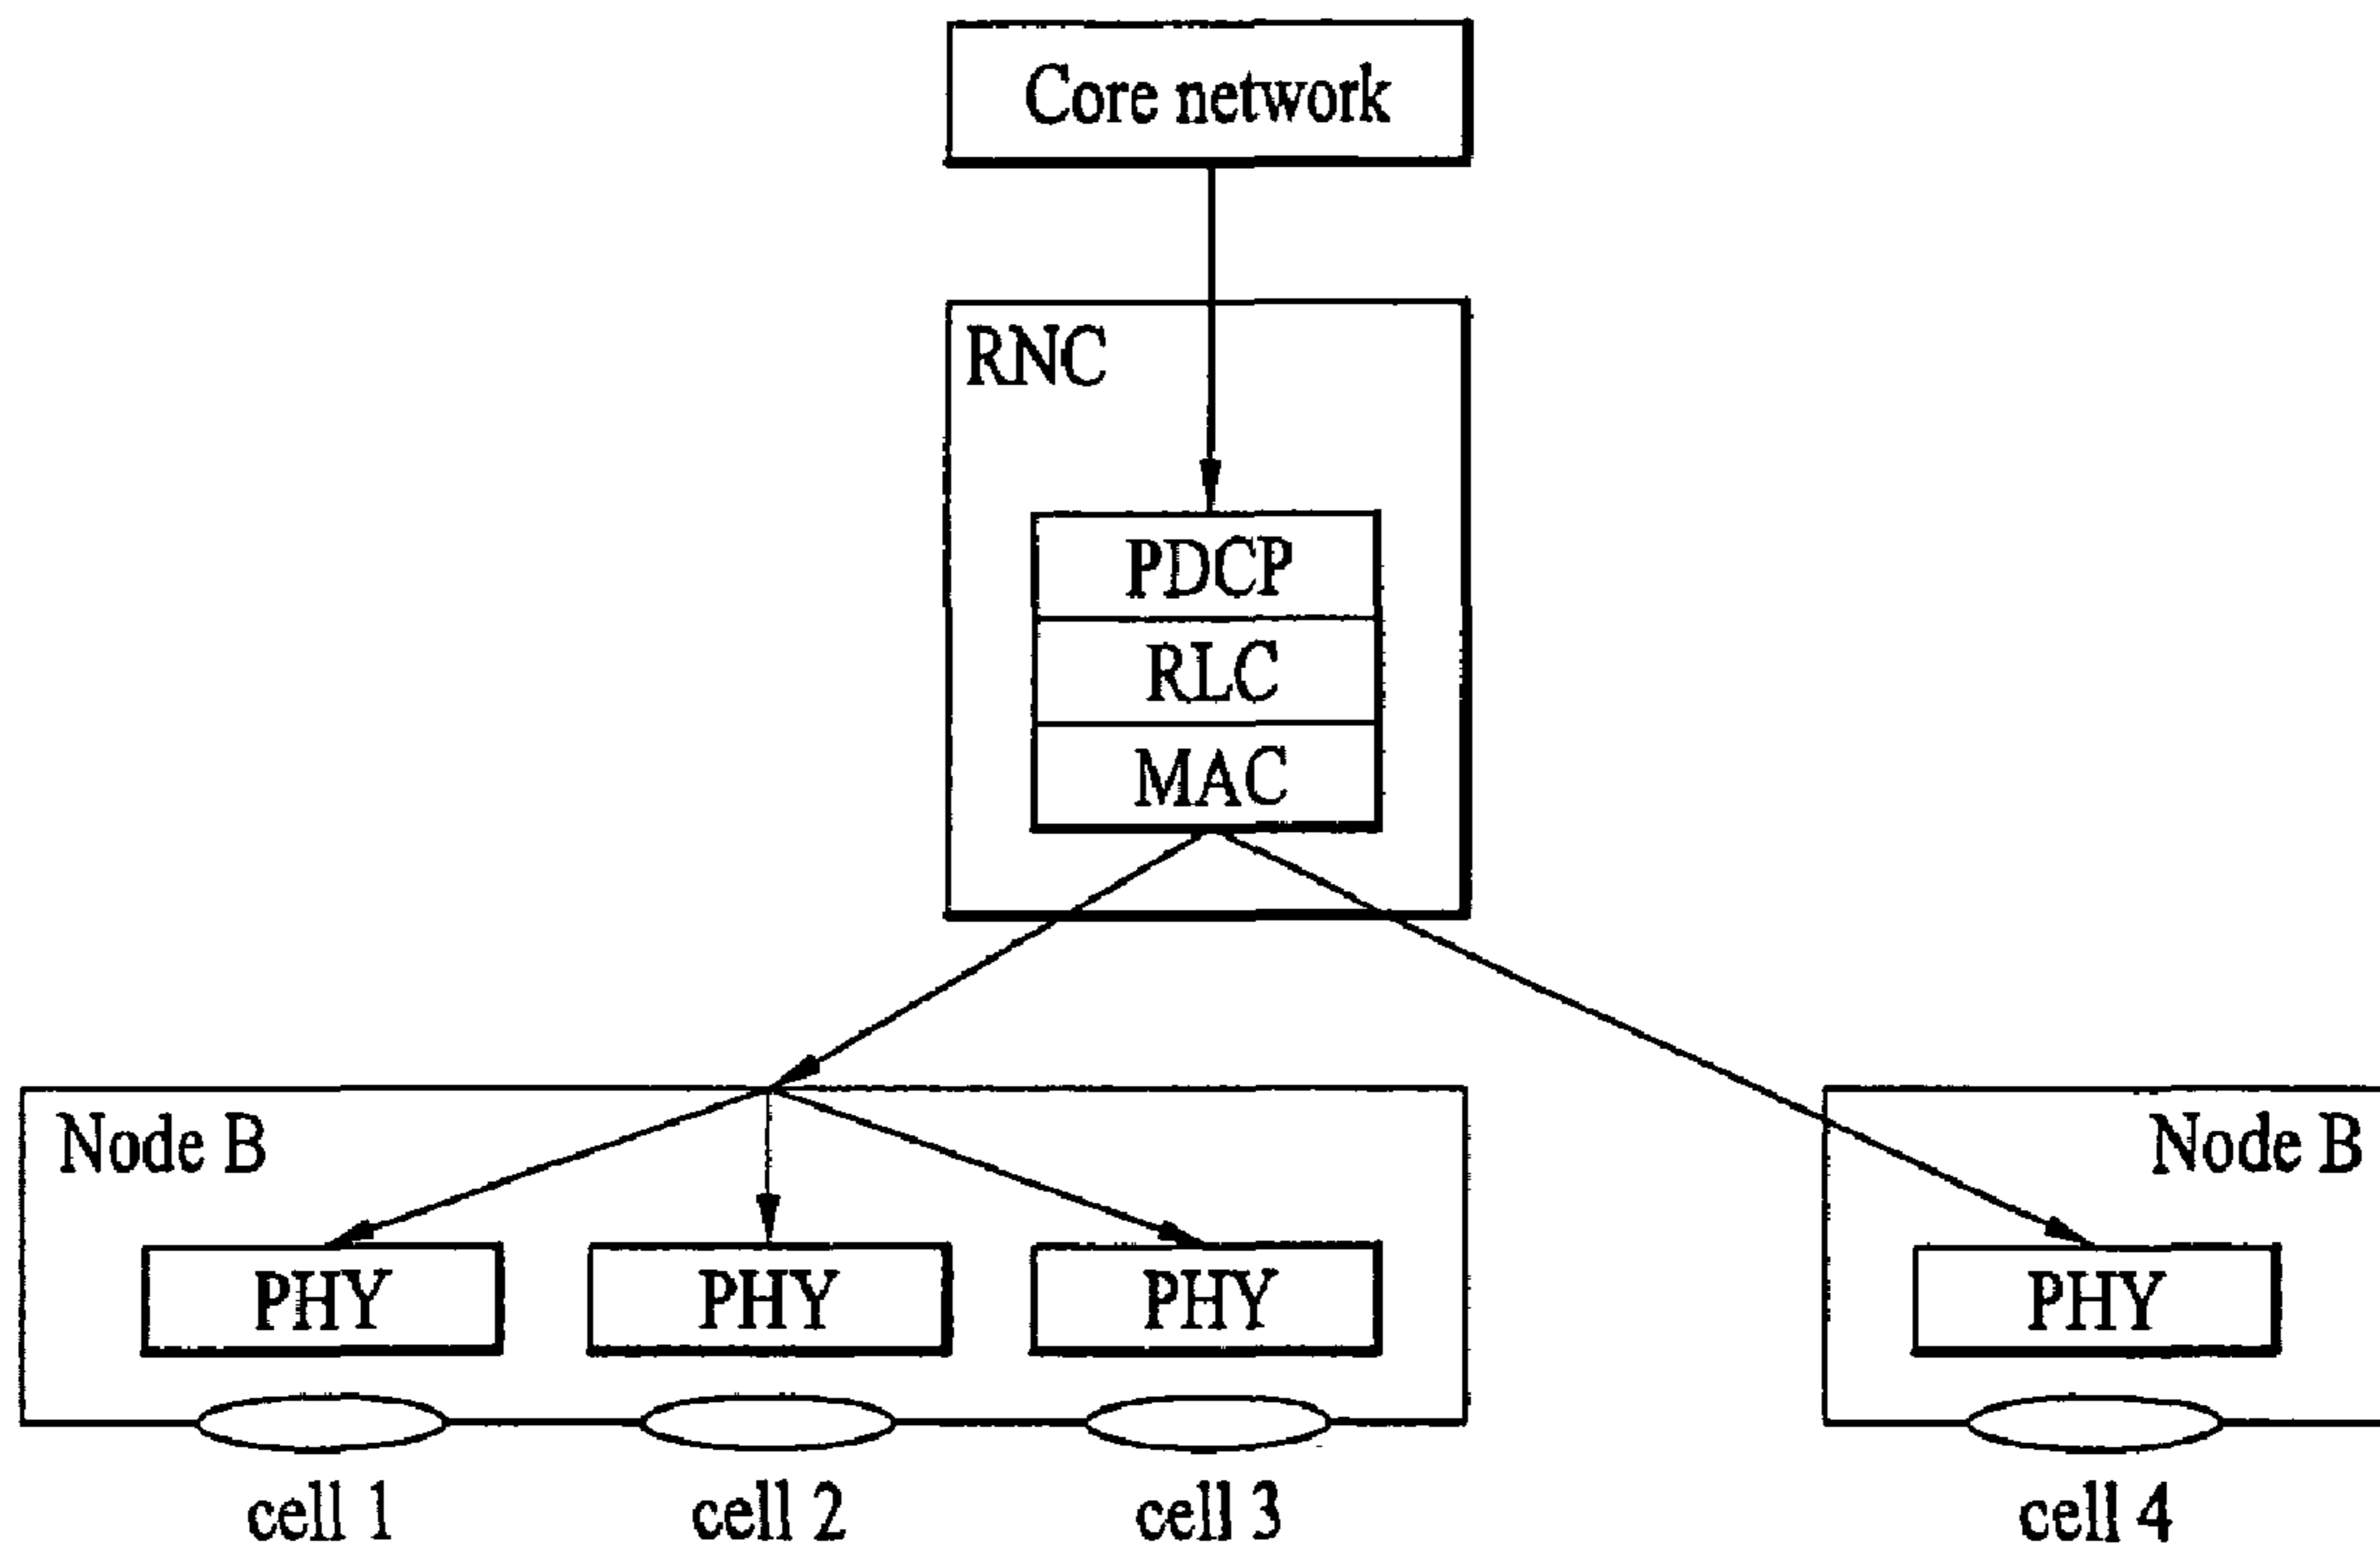 Core network
RNC
PDCP
RLC
MAC
Node B
Node B
PHY
PHY
PHY
PHY
cell 1
cell 2
cell 3
cell 4